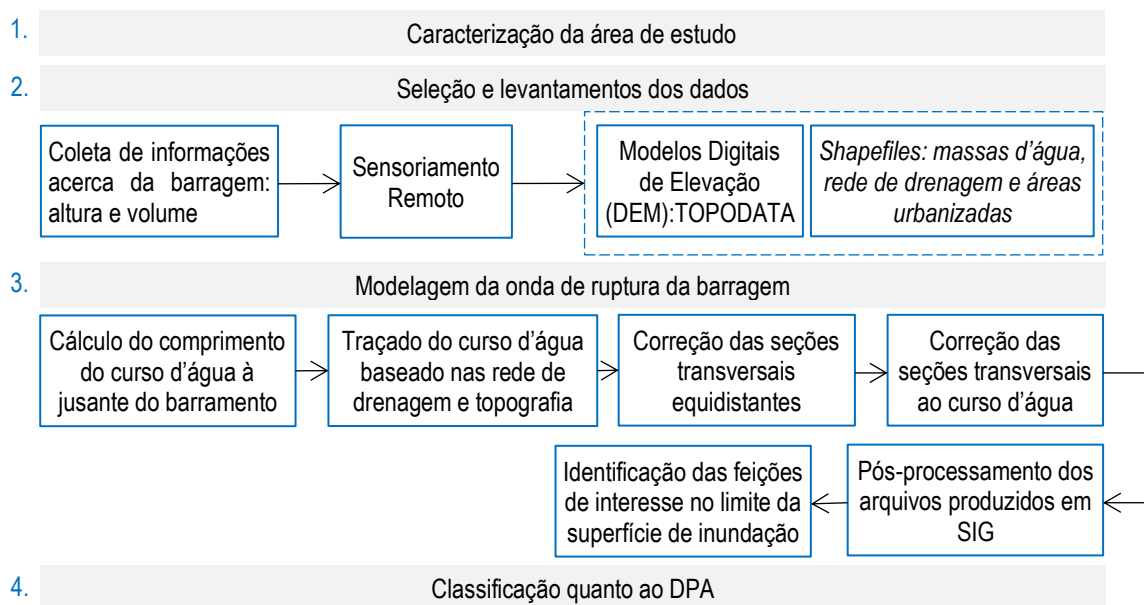 1.
Caracterização da área de estudo
2.
Seleção e levantamentos dos dados
Coleta de informações
acerca da barragem:
altura e volume
Sensoriamento
Remoto
Modelos Digitais
de Elevação
(DEM):TOPODATA
Shapefiles: massas d’água,
rede de drenagem e áreas
urbanizadas
3.
Modelagem da onda de ruptura da barragem
Cálculo do comprimento
do curso d’água à
jusante do barramento
Traçado do curso d’água
baseado nas rede de
drenagem e topografia
Correção das seções
transversais
equidistantes
Correção das
seções transversais
ao curso d’água
Pós-processamento dos
arquivos produzidos em
SIG
Identificação das feições
de interesse no limite da
superfície de inundação
4.
Classificação quanto ao DPA